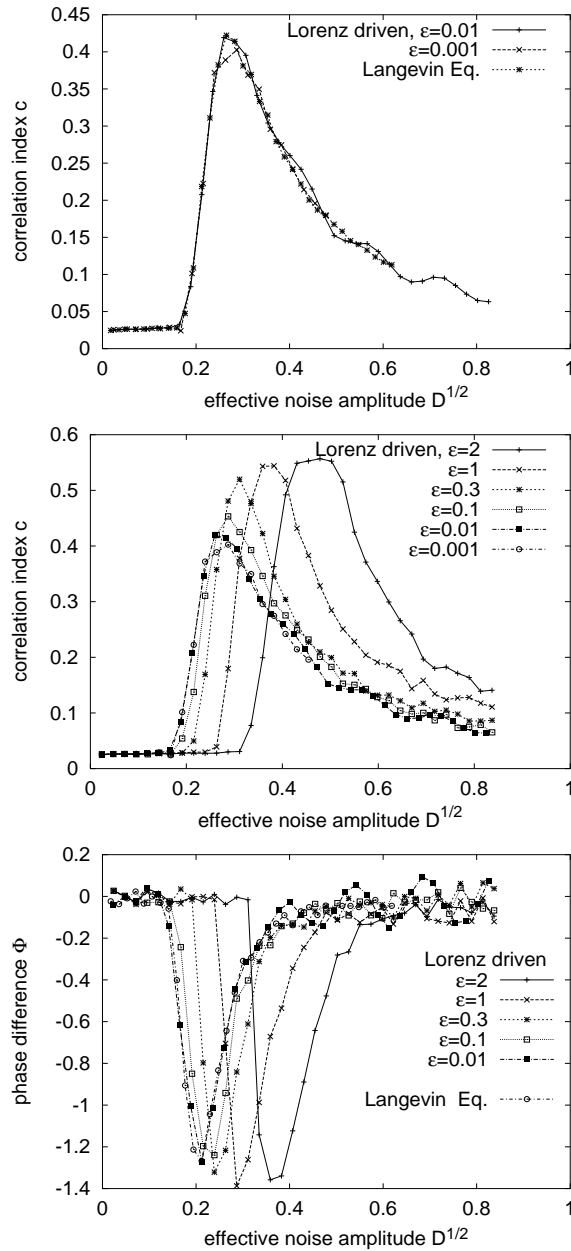 0.45
0.4
0.35
0.3
0.25
0.2
0.15
0.1
0.05
0
correlation index c
Lorenz driven, ε=0.01
ε=0.001
Langevin Eq.
0 0.2 0.4 0.6 0.8 1
effective noise amplitude D^1/2
0.6
0.5
0.4
0.3
0.2
0.1
0
correlation index c
Lorenz driven, ε=2
ε=1
ε=0.3
ε=0.1
ε=0.01
ε=0.001
0 0.2 0.4 0.6 0.8 1
effective noise amplitude D^1/2
0.2
0
-0.2
-0.4
-0.6
-0.8
-1
-1.2
-1.4
phase difference Φ
Lorenz driven
ε=2
ε=1
ε=0.3
ε=0.1
ε=0.01
Langevin Eq.
0 0.2 0.4 0.6 0.8 1
effective noise amplitude D^1/2